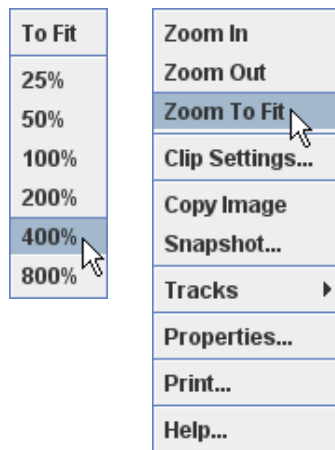 To Fit
25%
50%
100%
200%
400%
800%
Zoom In
Zoom Out
Zoom To Fit
Clip Settings...
Copy Image
Snapshot...
Tracks
Properties...
Print...
Help...